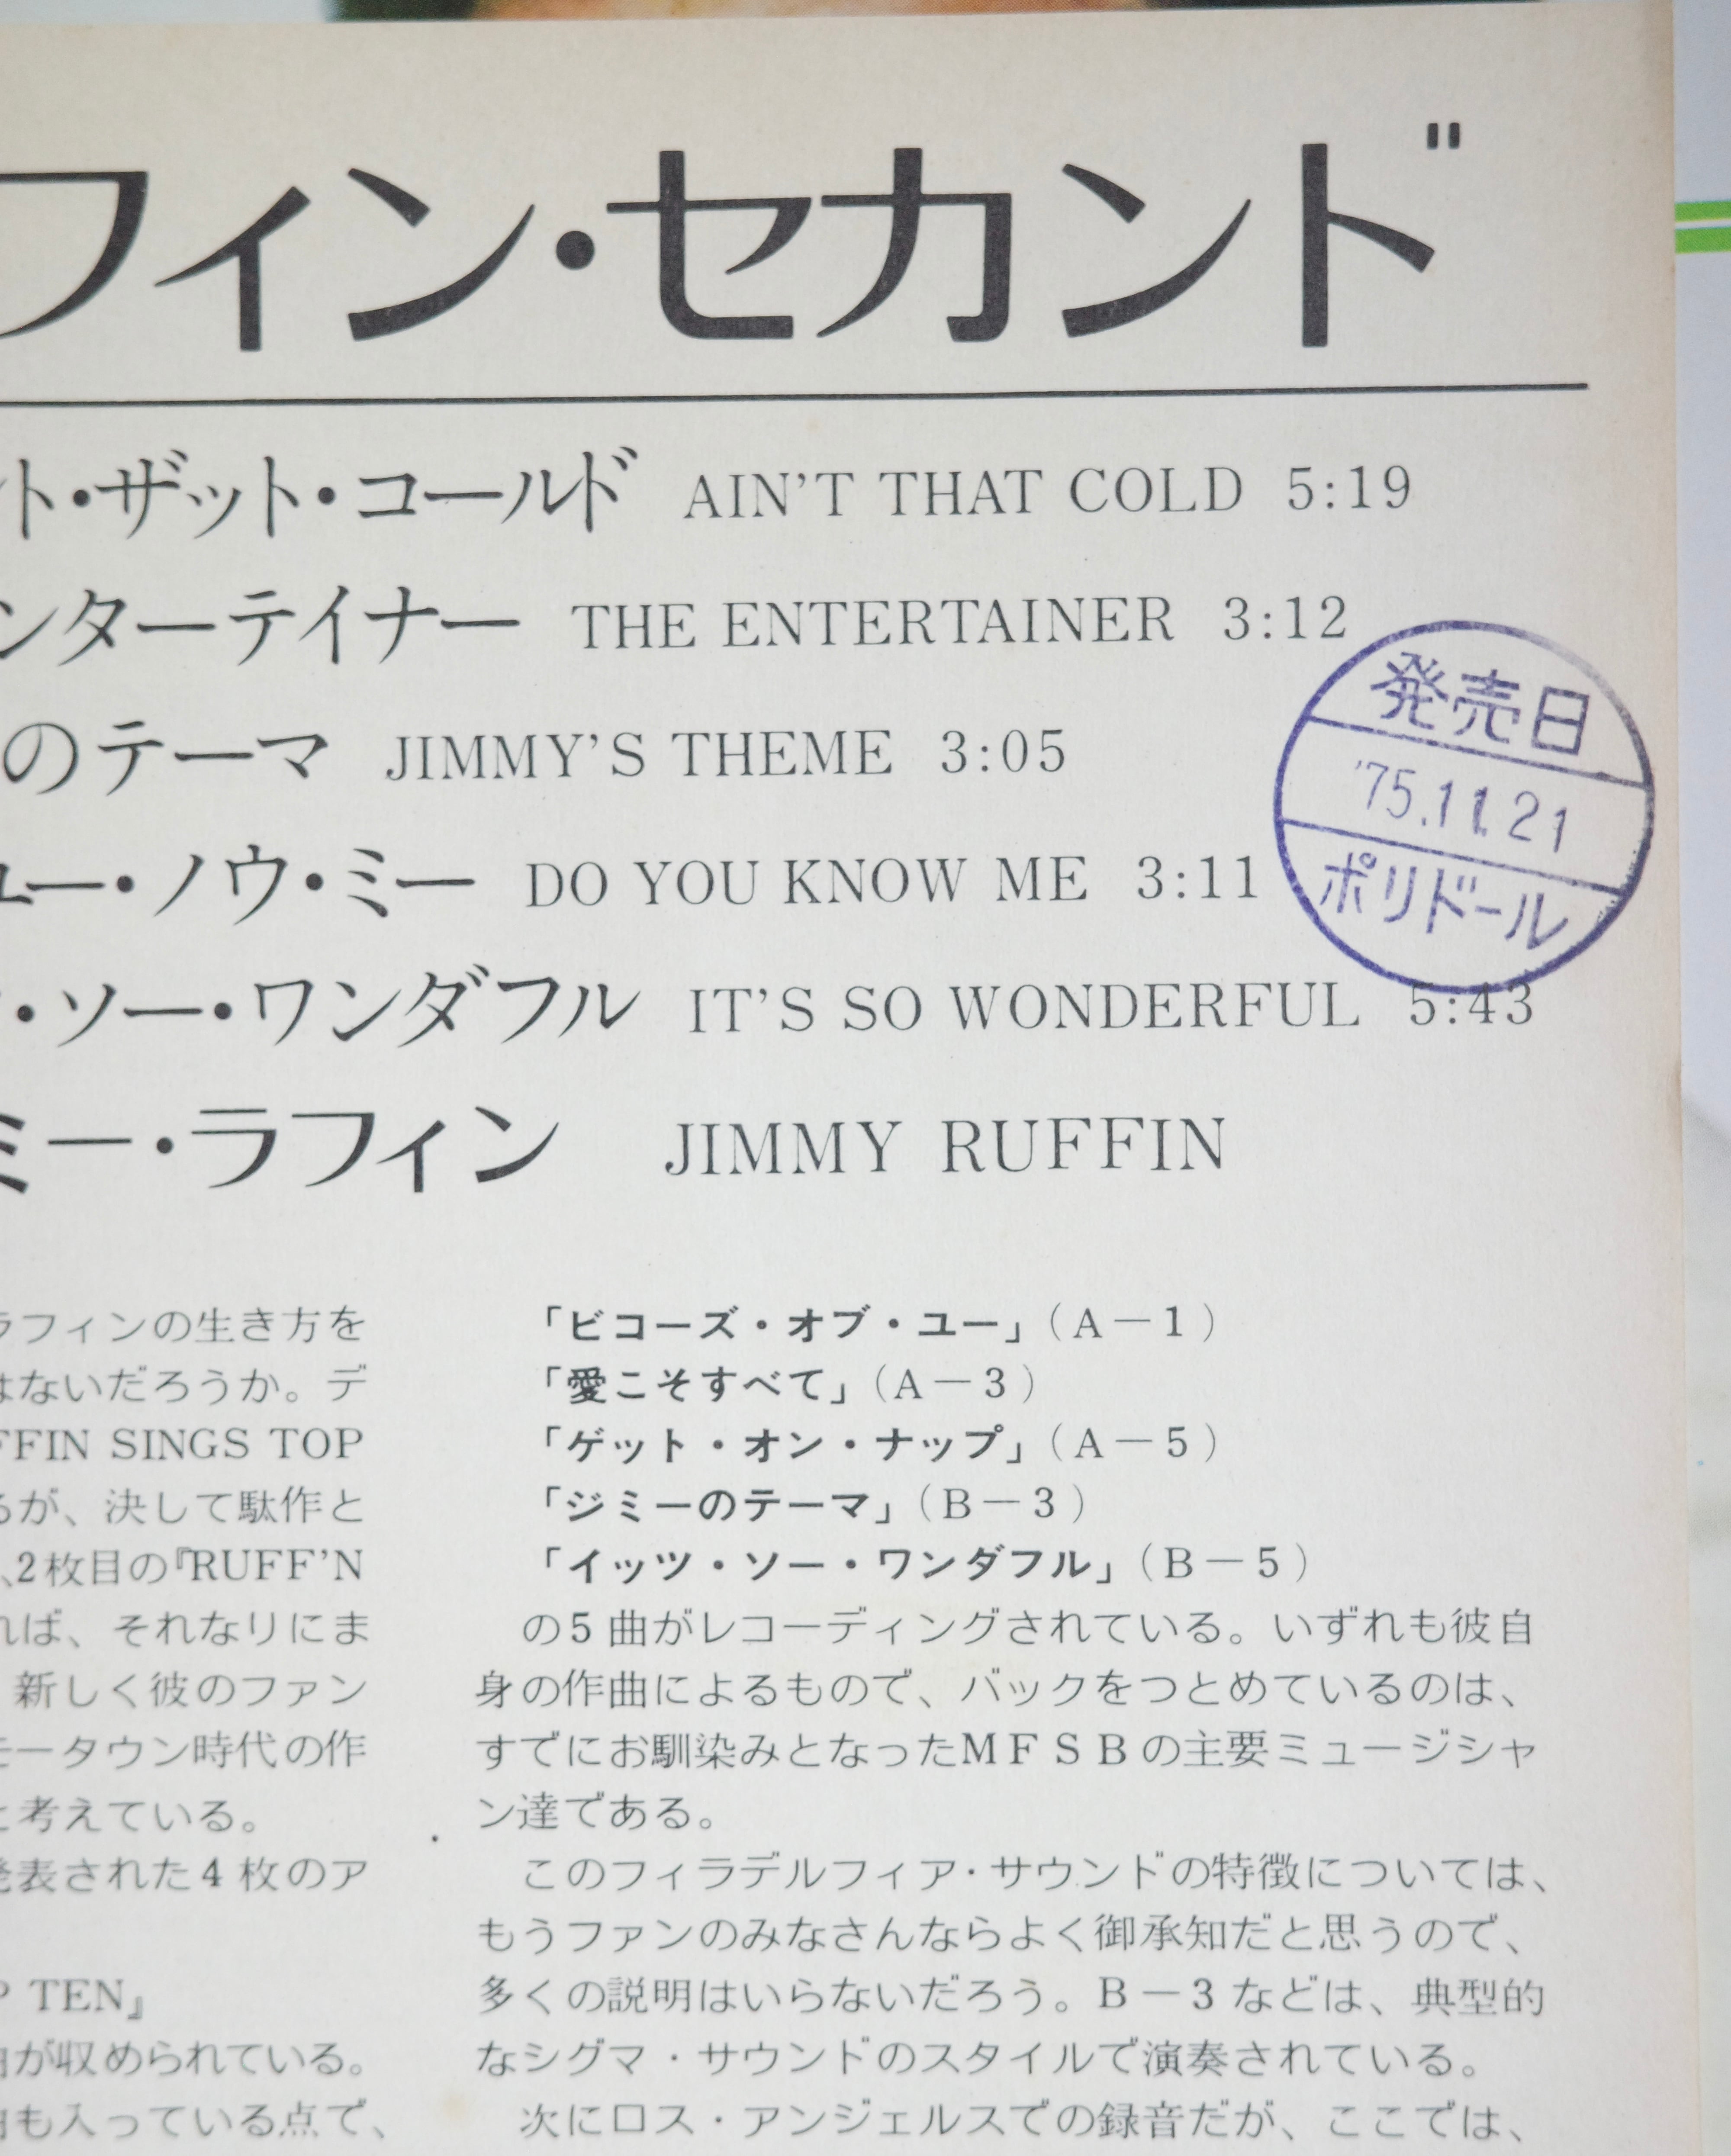 フィン・セカンド
ト・ザット・コールド AIN'T THAT COLD 5:19
ンターテイナー THE ENTERTAINER 3:12
のテーマ JIMMY'S THEME 3:05
ユー・ノウ・ミー DO YOU KNOW ME 3:11
・ソー・ワンダフル IT'S SO WONDERFUL 5:43
発売日
'75.11.21
ポリドール
ミー・ラフィン JIMMY RUFFIN
ラフィンの生き方を
はないだろうか。デ
FFIN SINGS TOP
るが、決して駄作と
、2枚目の『RUFF'N
れば、それなりにま
新しく彼のファン
モータウン時代の作
と考えている。
発表された4枚のア
P TEN』
曲が収められている。
曲も入っている点で、
「ビコーズ・オブ・ユー」(A－1)
「愛こそすべて」(A－3)
「ゲット・オン・ナップ」(A－5)
「ジミーのテーマ」(B－3)
「イッツ・ソー・ワンダフル」(B－5)
の5曲がレコーディングされている。いずれも彼自
身の作曲によるもので、バックをつとめているのは、
すでにお馴染みとなったMFSBの主要ミュージシャ
ン達である。
このフィラデルフィア・サウンドの特徴については、
もうファンのみなさんならよく御承知だと思うので、
多くの説明はいらないだろう。B－3などは、典型的
なシグマ・サウンドのスタイルで演奏されている。
次にロス・アンジェルスでの録音だが、ここでは、